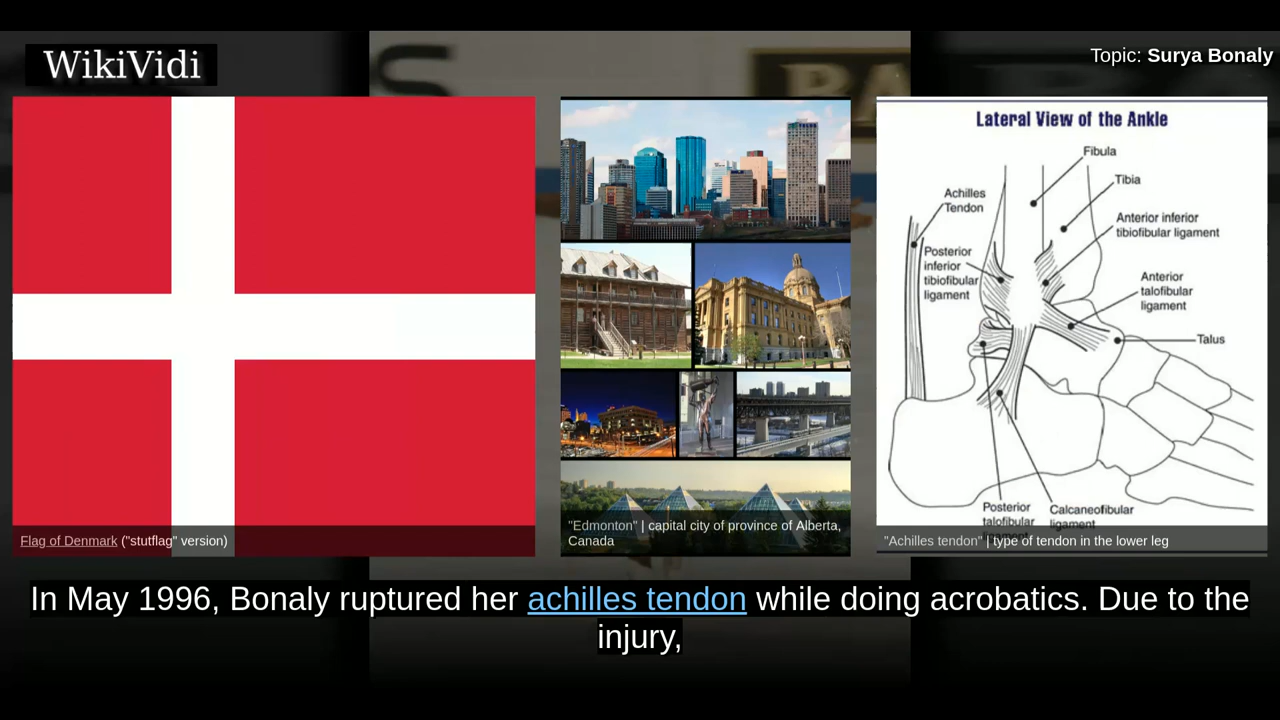 WikiVidi
Topic: Surya Bonaly
Lateral View of the Ankle
Fibula
Tibia
Achilles
Tendon
Anterior inferior
tibiofibular ligament
Posterior
inferior
tibiofibular
ligament
Anterior
talofibular
ligament
Talus
Posterior
talofibular
ligament
Calcaneofibular
ligament
Flag of Denmark ("stutflag" version)
"Edmonton" | capital city of province of Alberta,
Canada
"Achilles tendon" | type of tendon in the lower leg
In May 1996, Bonaly ruptured her achilles tendon while doing acrobatics. Due to the
injury,